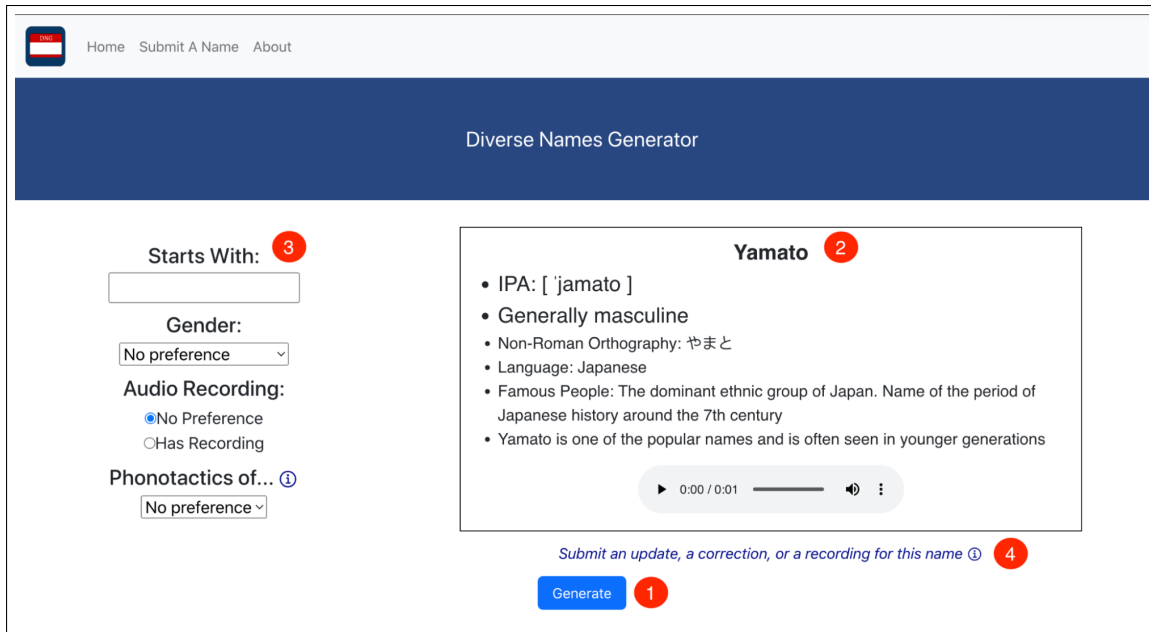 DNG
Home Submit A Name About
Diverse Names Generator
Starts With: 3
Gender:
No preference
Audio Recording:
No Preference
Has Recording
Phonotactics of... ⓘ
No preference
Yamato 2
• IPA: [ ˈjamato ]
• Generally masculine
• Non-Roman Orthography: やまと
• Language: Japanese
• Famous People: The dominant ethnic group of Japan. Name of the period of
Japanese history around the 7th century
• Yamato is one of the popular names and is often seen in younger generations
0:00 / 0:01
Submit an update, a correction, or a recording for this name ⓘ 4
Generate 1